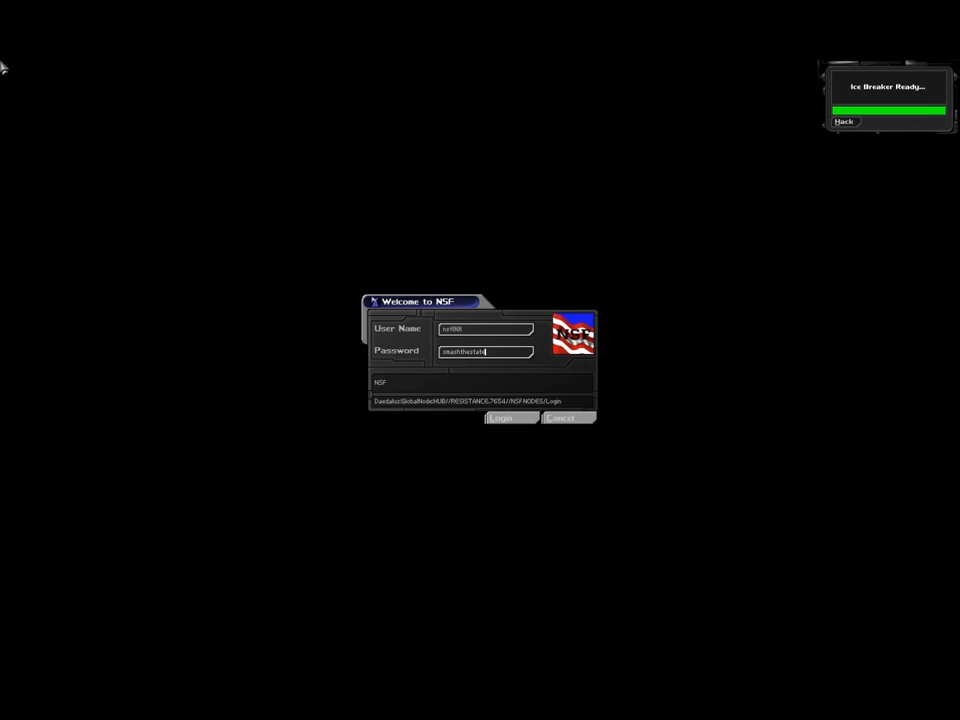 Ice Breaker Ready...
Hack
Welcome to NSF
User Name
nsf001
NSF
Password
smashthestate
NSF
Daedalus:GlobalNode:HUB//RESISTANCE.7654//NSFNODES/Login
Login
Cancel